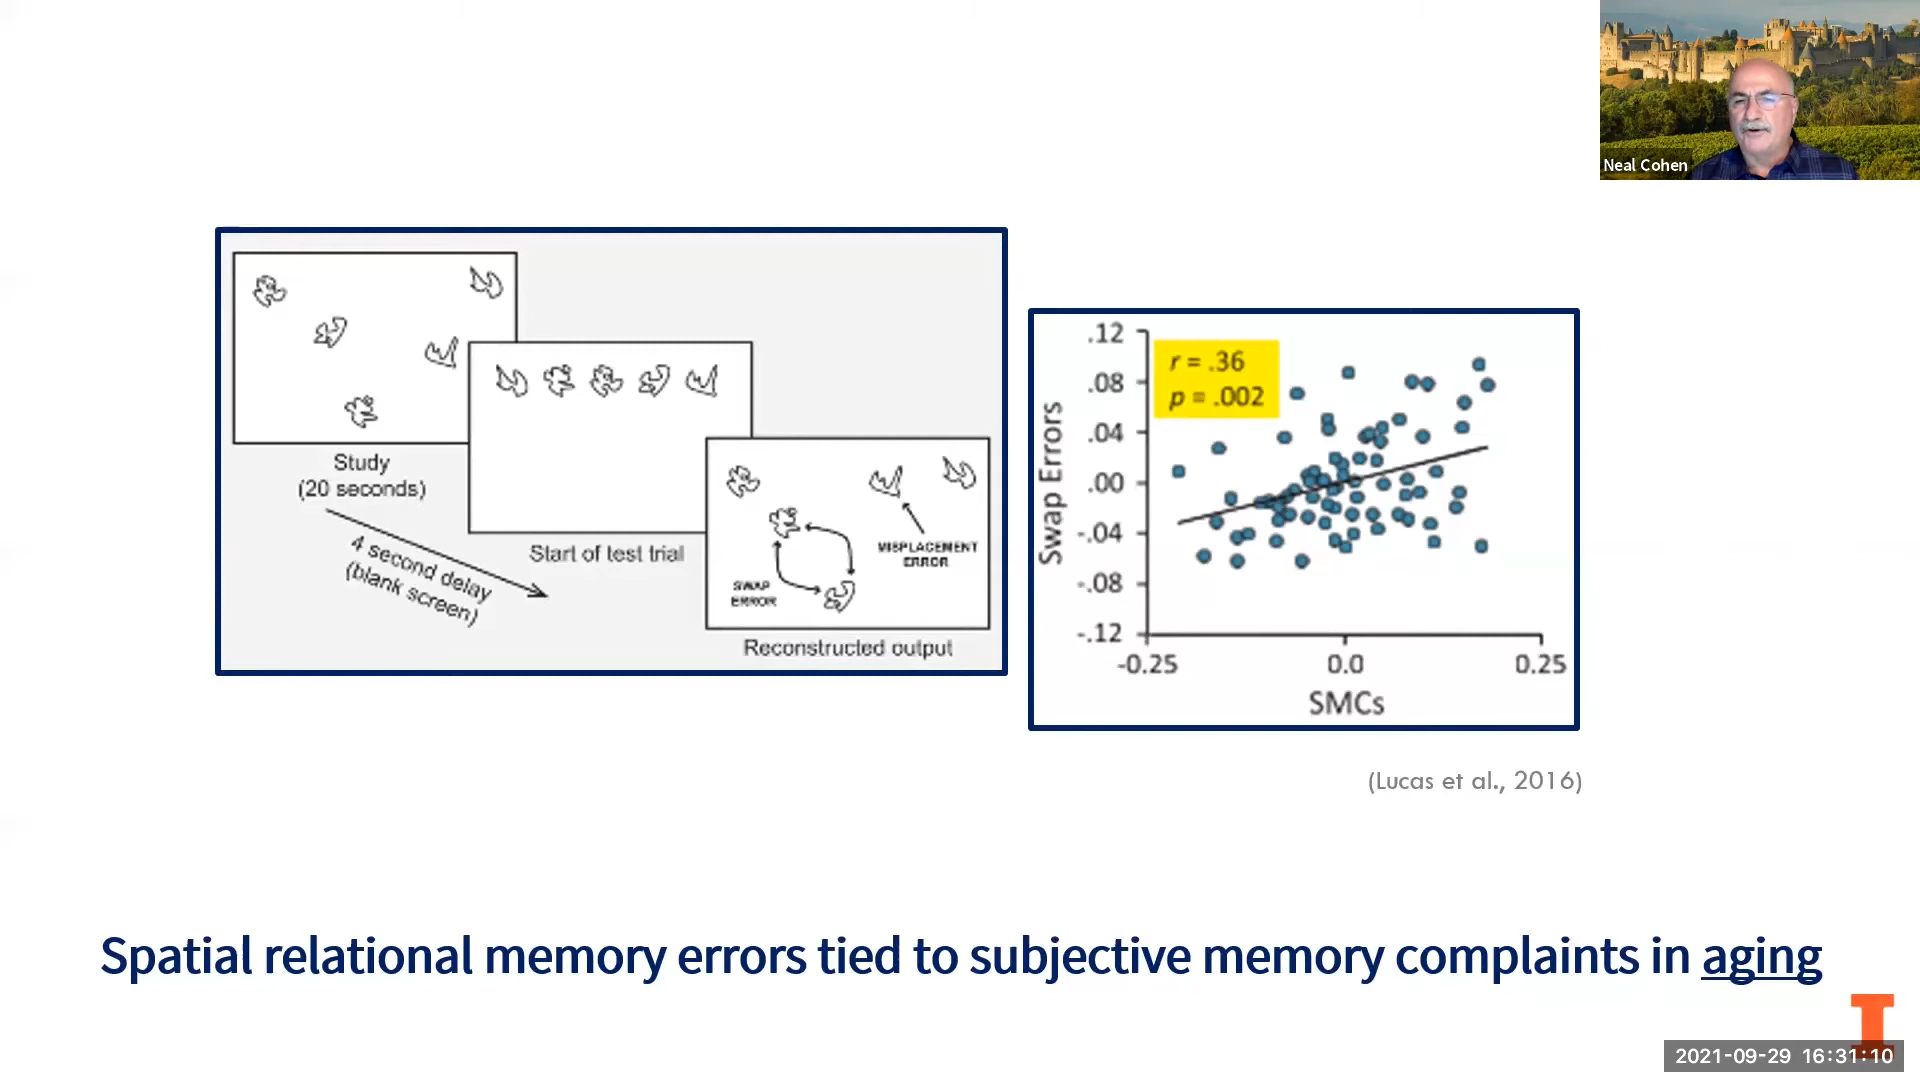 Neal Cohen
Study
(20 seconds)
4 second delay
(blank screen)
Start of test trial
SWAP
ERROR
MISPLACEMENT
ERROR
Reconstructed output
r = .36
p = .002
Swap Errors
.12
.08
.04
.00
-.04
-.08
-.12
-0.25 0.0 0.25
SMCs
(Lucas et al., 2016)
Spatial relational memory errors tied to subjective memory complaints in aging
I
2021-09-29 16:31:10